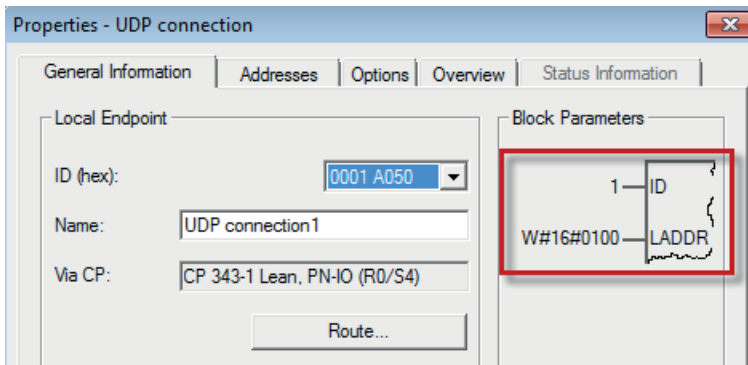 Properties - UDP connection
General Information
Addresses
Options
Overview
Status Information
Local Endpoint
ID (hex):
0001 A050
Name:
UDP connection1
Via CP:
CP 343-1 Lean, PN-IO (R0/S4)
Route...
Block Parameters
1
ID
W#16#0100
LADDR